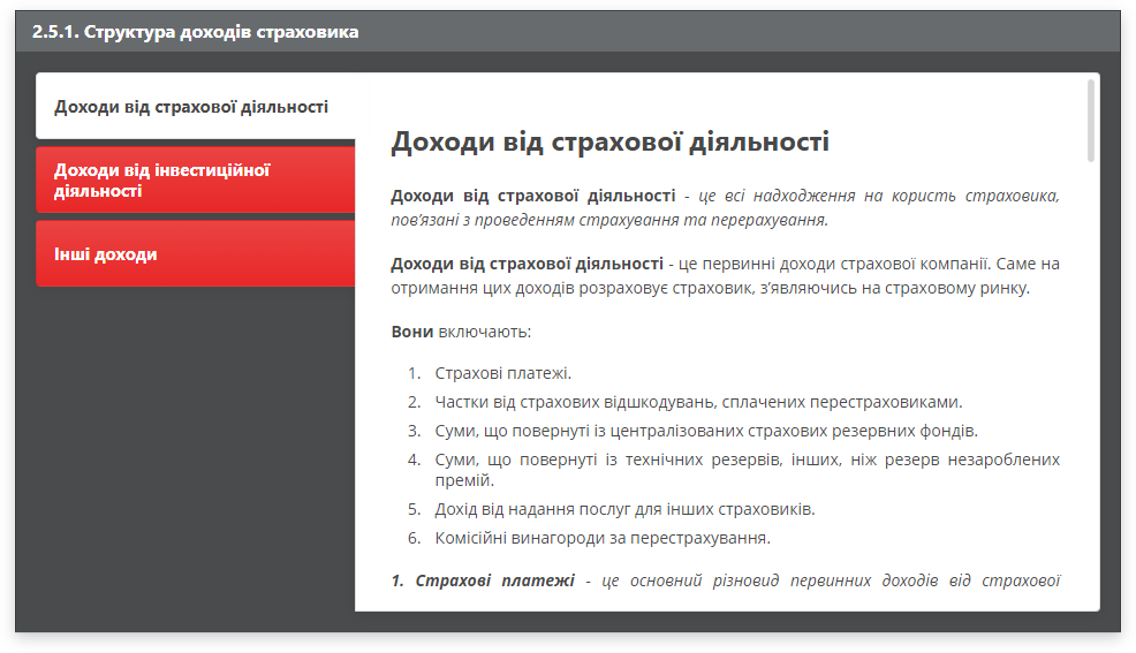 2.5.1. Структура доходів страховика
Доходи від страхової діяльності
Доходи від інвестиційної
діяльності
Інші доходи
Доходи від страхової діяльності
Доходи від страхової діяльності - це всі надходження на користь страховика,
пов’язані з проведенням страхування та перерахування.
Доходи від страхової діяльності - це первинні доходи страхової компанії. Саме на
отримання цих доходів розраховує страховик, з’являючись на страховому ринку.
Вони включають:
1. Страхові платежі.
2. Частки від страхових відшкодувань, сплачених перестраховиками.
3. Суми, що повернуті із централізованих страхових резервних фондів.
4. Суми, що повернуті із технічних резервів, інших, ніж резерв незароблених
премій.
5. Дохід від надання послуг для інших страховиків.
6. Комісійні винагороди за перестрахування.
1. Страхові платежі - це основний різновид первинних доходів від страхової